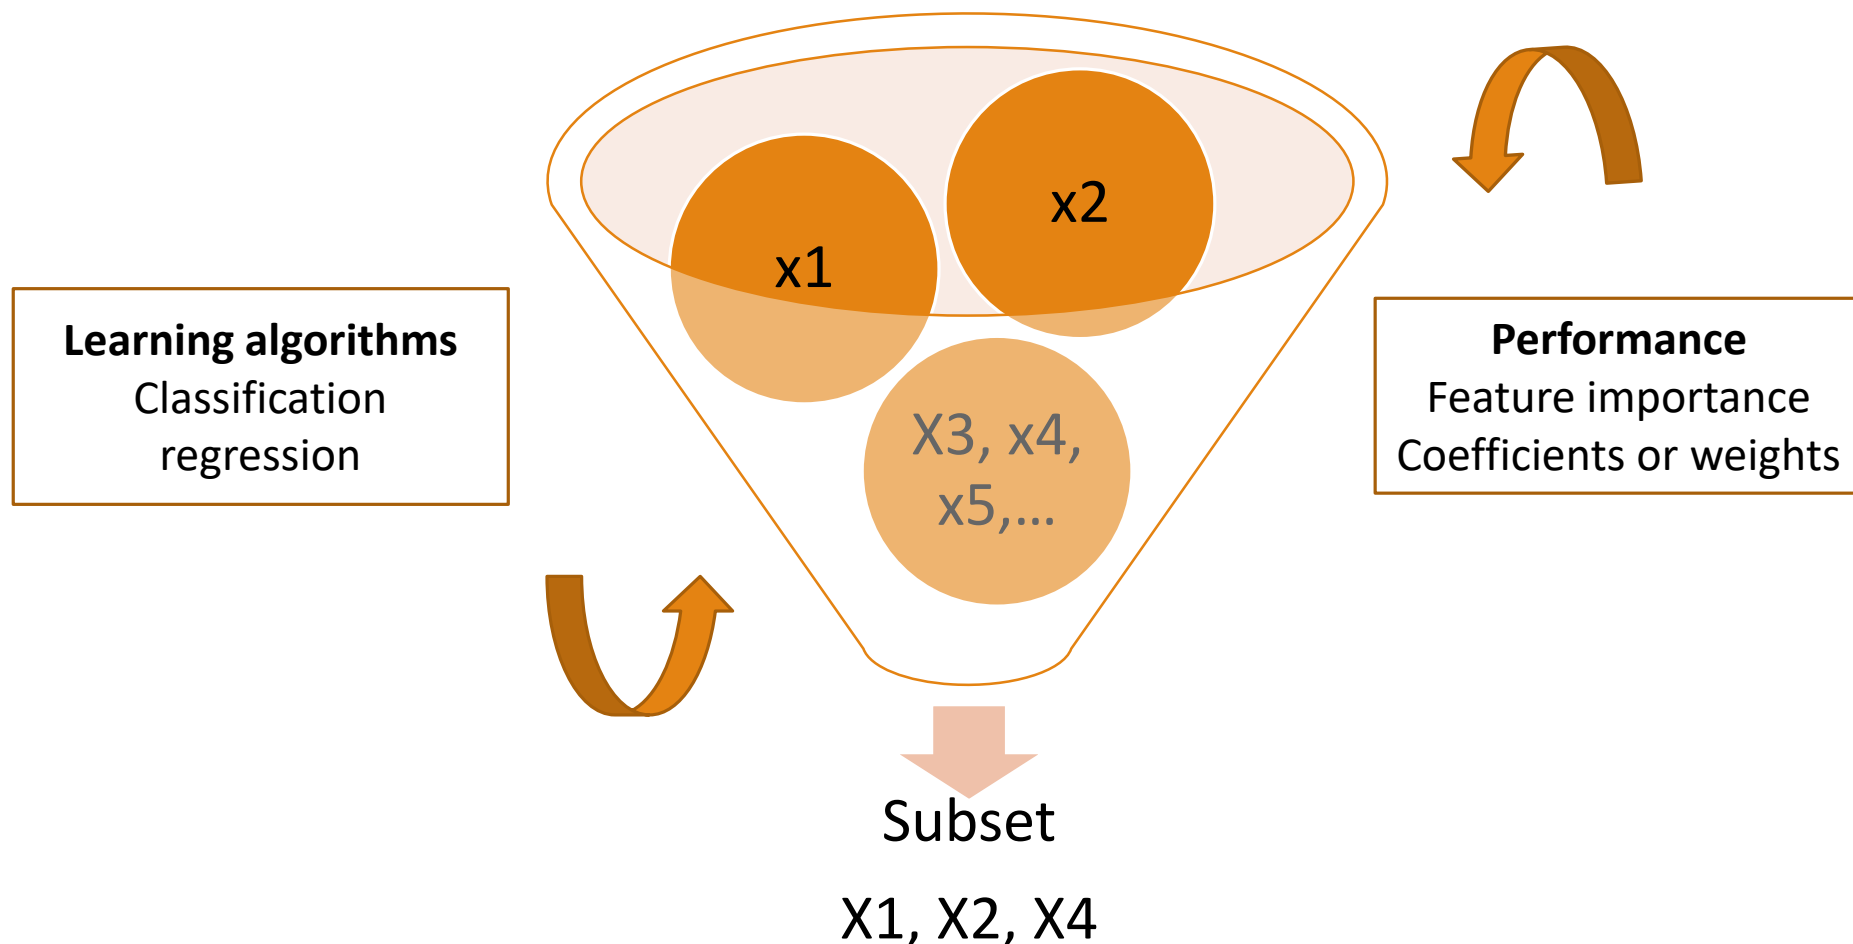 x1
x2
X3, x4,
x5,...
Learning algorithms
Classification
regression
Performance
Feature importance
Coefficients or weights
Subset
X1, X2, X4